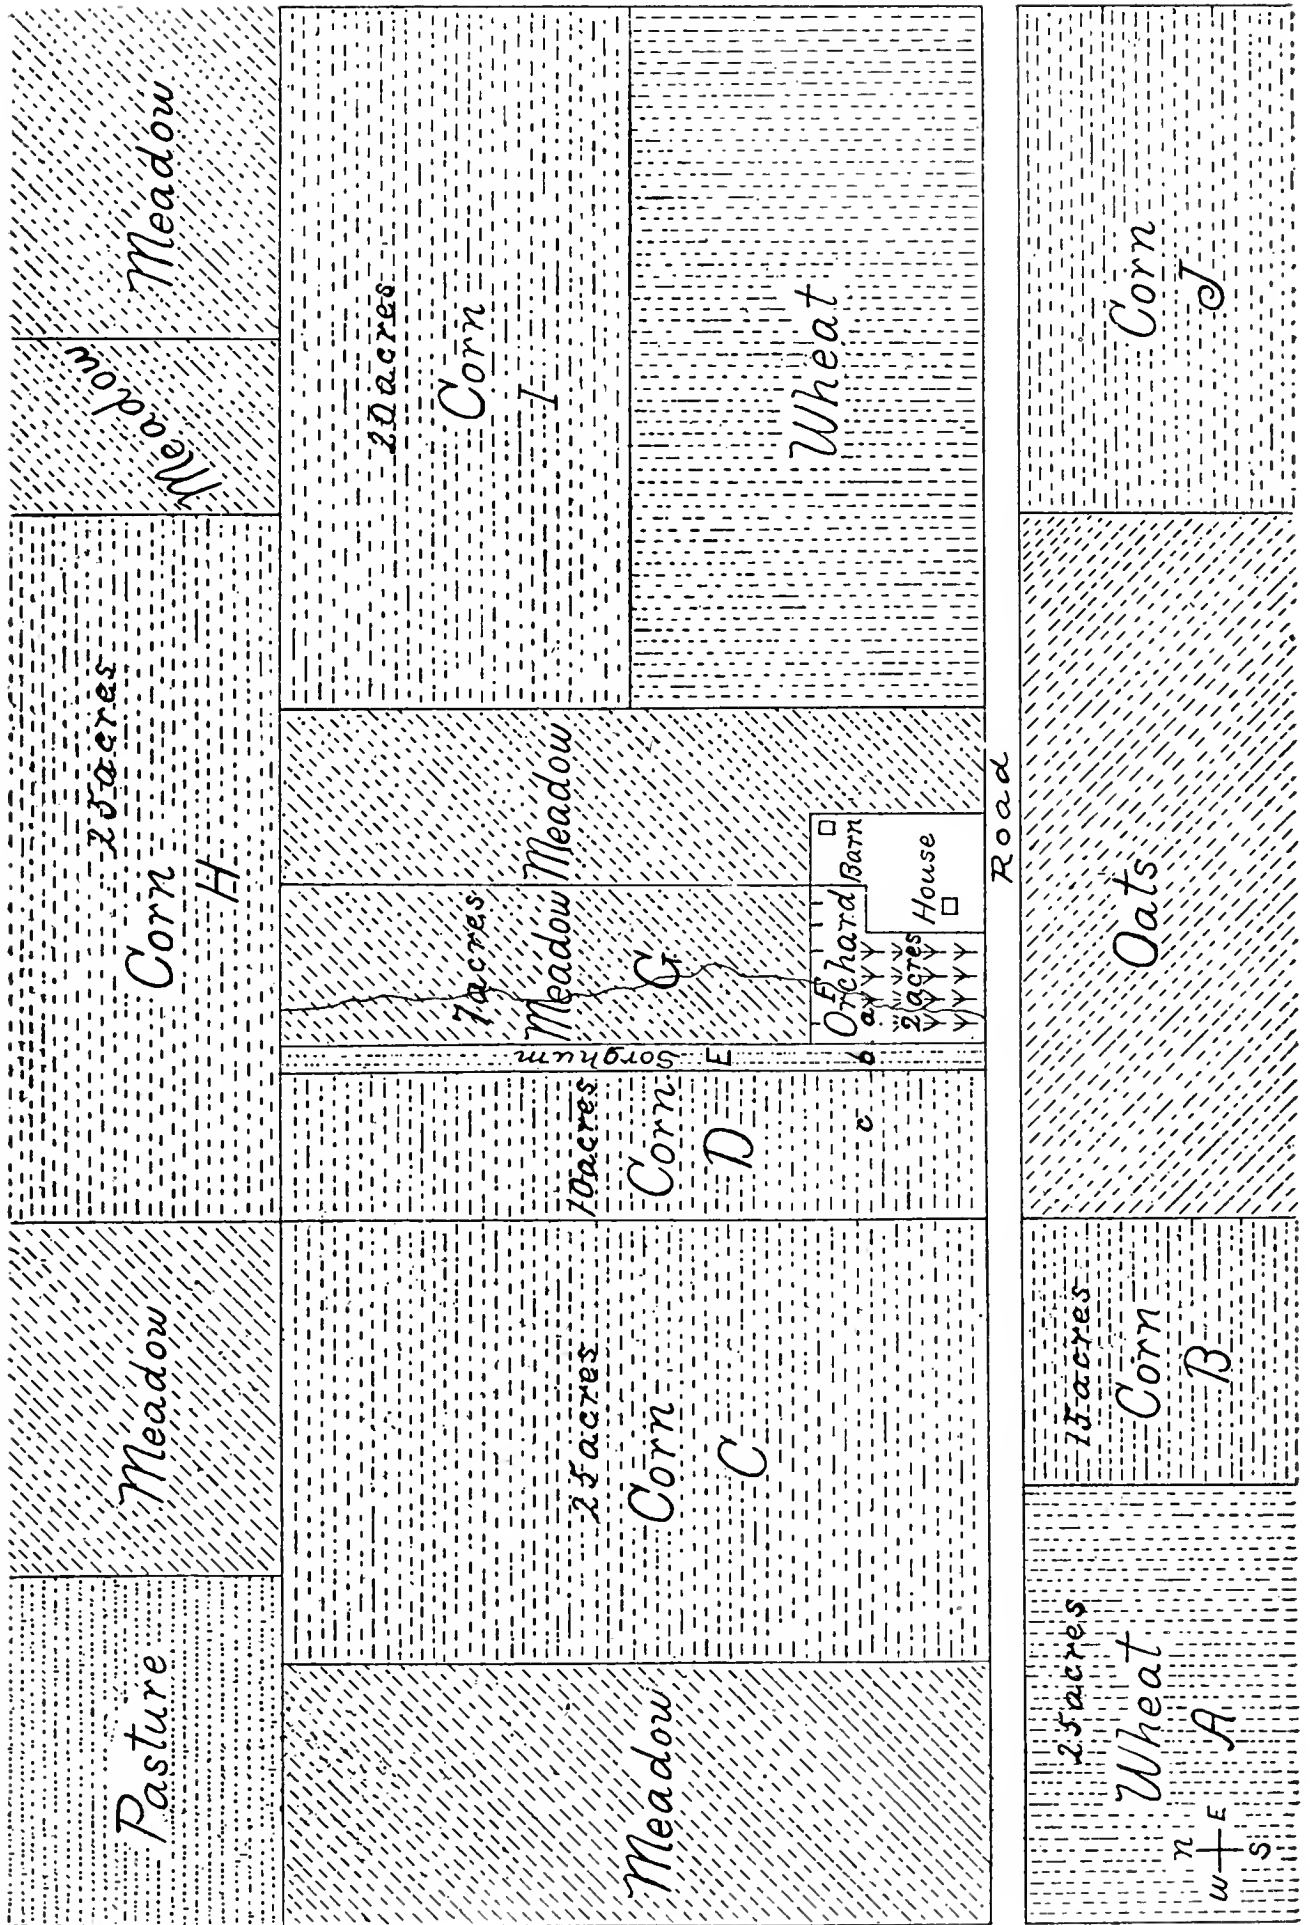 Pasture
Meadow
25 acres
Corn
H
Meadow
Meadow
Meadow
25 acres
Corn
C
10 acres
Corn
D
c
Sorghum
E
b
7 acres
Meadow
G
F
Orchard
a
2 acres
Meadow
Barn
House
20 acres
Corn
I
Wheat
Road
25 acres
Wheat
A
n
W E
S
15 acres
Corn
B
Oats
Corn
J